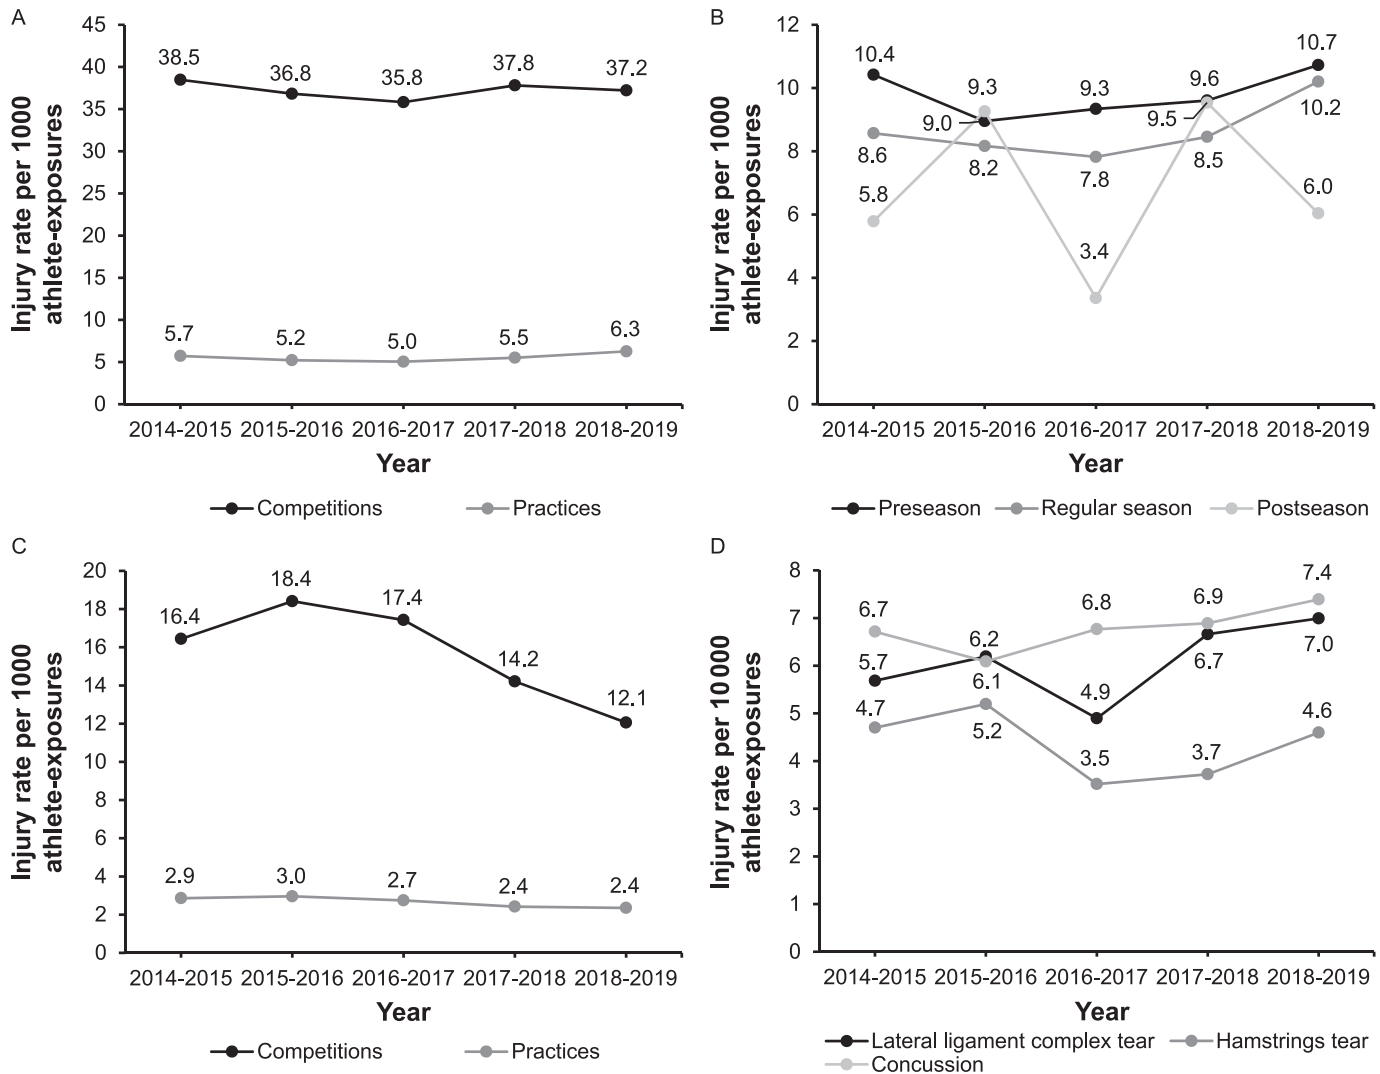 A
Injury rate per 1000
athlete-exposures
45
40
35
30
25
20
15
10
5
0
38.5 36.8 35.8 37.8 37.2
5.7 5.2 5.0 5.5 6.3
2014-2015 2015-2016 2016-2017 2017-2018 2018-2019
Year
Competitions Practices
B
Injury rate per 1000
athlete-exposures
12
10
8
6
4
2
0
10.4 9.0 9.3 9.6 10.7
8.6 8.2 7.8 8.5 10.2
5.8 9.3 3.4 9.5 6.0
2014-2015 2015-2016 2016-2017 2017-2018 2018-2019
Year
Preseason Regular season Postseason
C
Injury rate per 1000
athlete-exposures
20
18
16
14
12
10
8
6
4
2
0
16.4 18.4 17.4 14.2 12.1
2.9 3.0 2.7 2.4 2.4
2014-2015 2015-2016 2016-2017 2017-2018 2018-2019
Year
Competitions Practices
D
Injury rate per 10 000
athlete-exposures
8
7
6
5
4
3
2
1
0
6.7 6.1 6.8 6.9 7.4
5.7 6.2 4.9 6.7 7.0
4.7 5.2 3.5 3.7 4.6
2014-2015 2015-2016 2016-2017 2017-2018 2018-2019
Year
Lateral ligament complex tear Hamstrings tear
Concussion